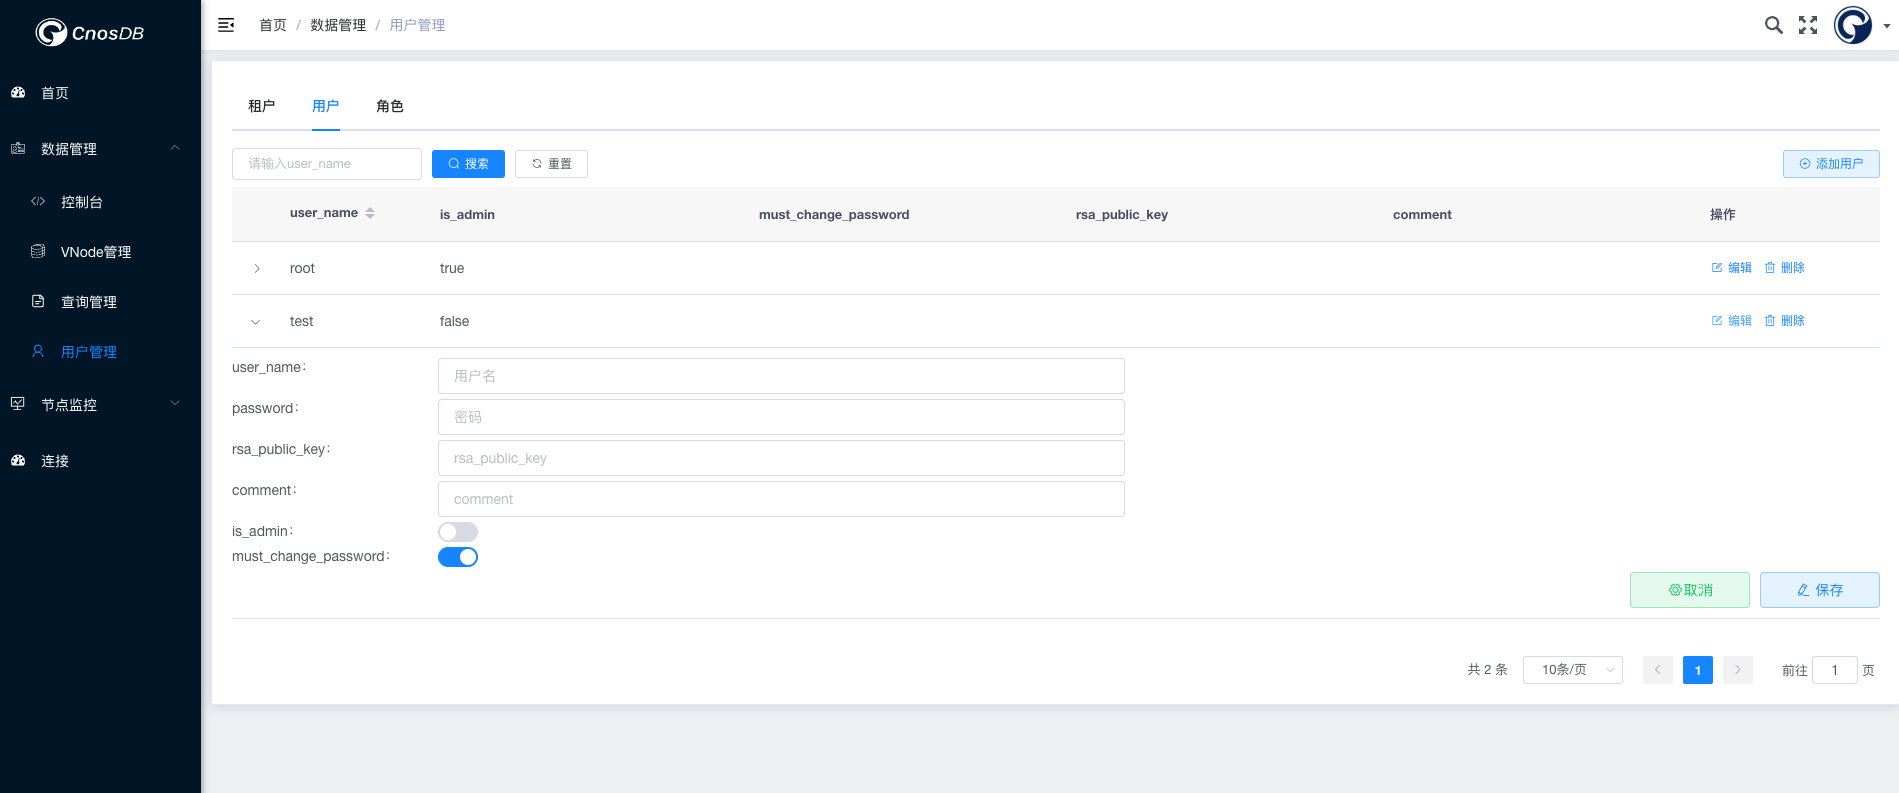 CnosDB
首页
数据管理
控制台
VNode管理
查询管理
用户管理
节点监控
连接
首页 / 数据管理 / 用户管理
租户 用户 角色
请输入user_name 搜索 重置 添加用户
user_name is_admin must_change_password rsa_public_key comment 操作
root true 编辑 删除
test false 编辑 删除
user_name: 用户名
password: 密码
rsa_public_key: rsa_public_key
comment: comment
is_admin:
must_change_password:
取消 保存
共 2 条 10条/页 1 前往 1 页